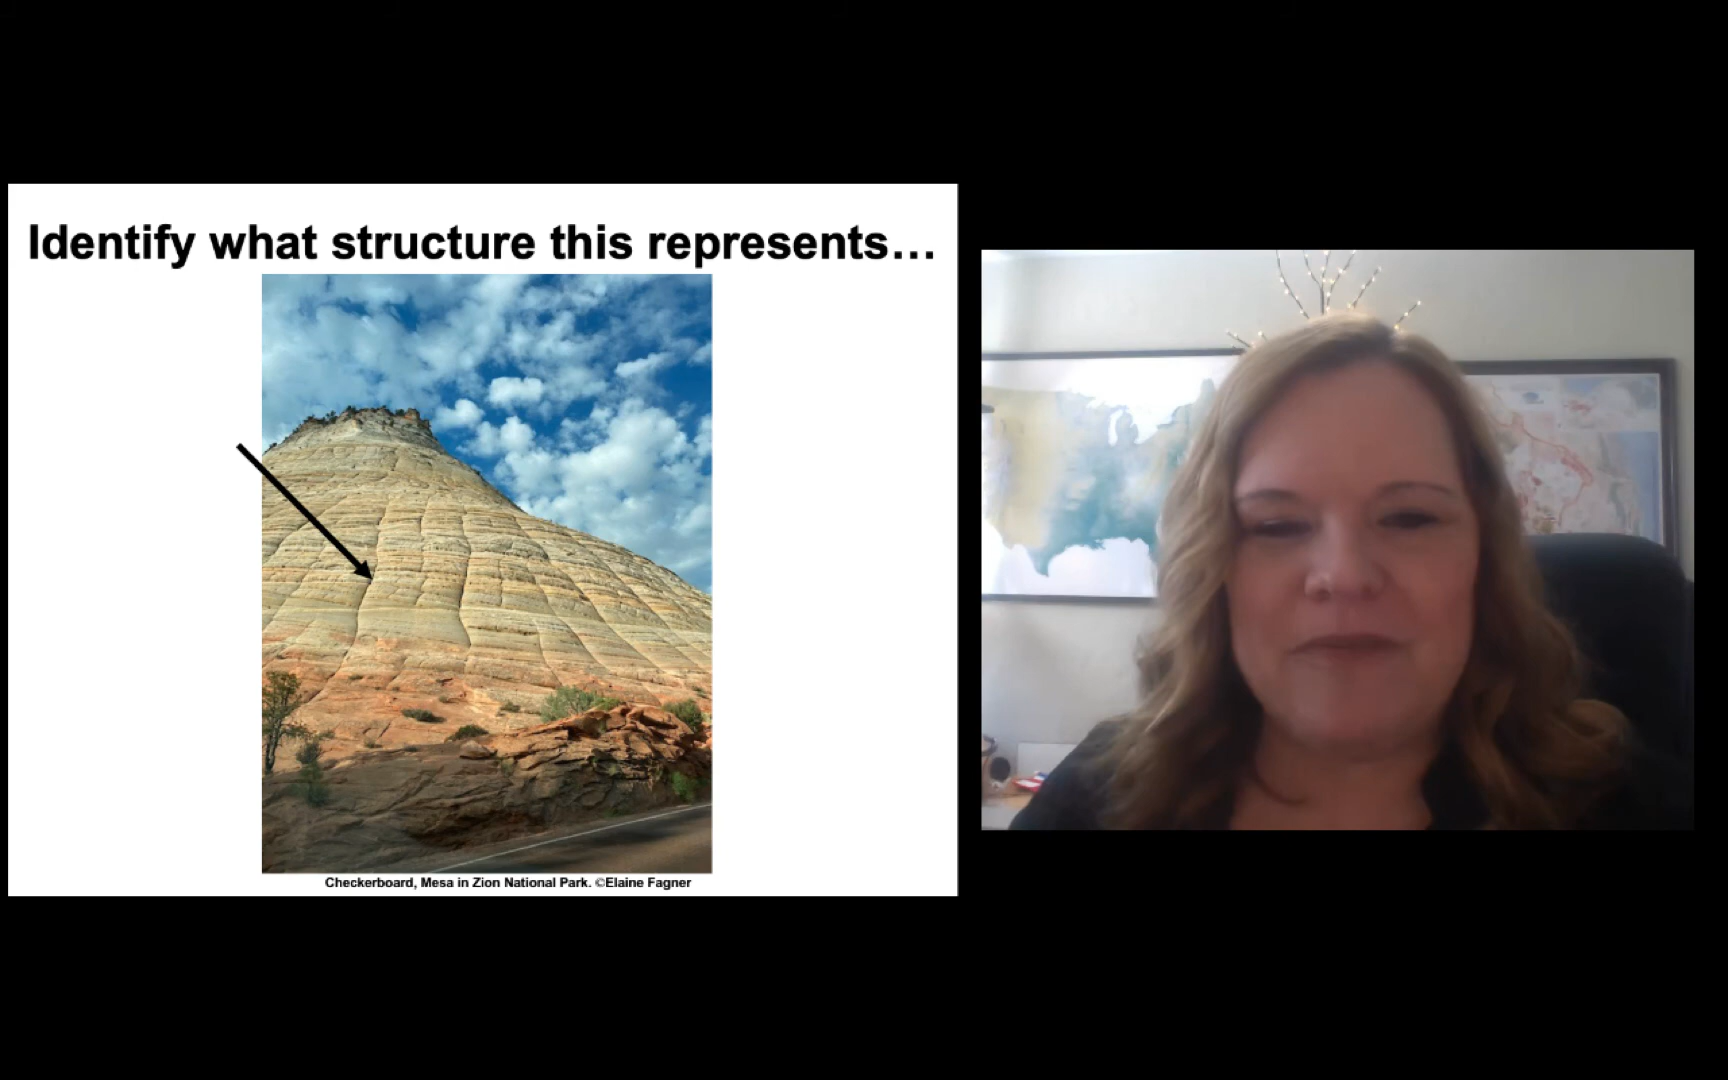 Identify what structure this represents…
Checkerboard, Mesa in Zion National Park. ©Elaine Fagner